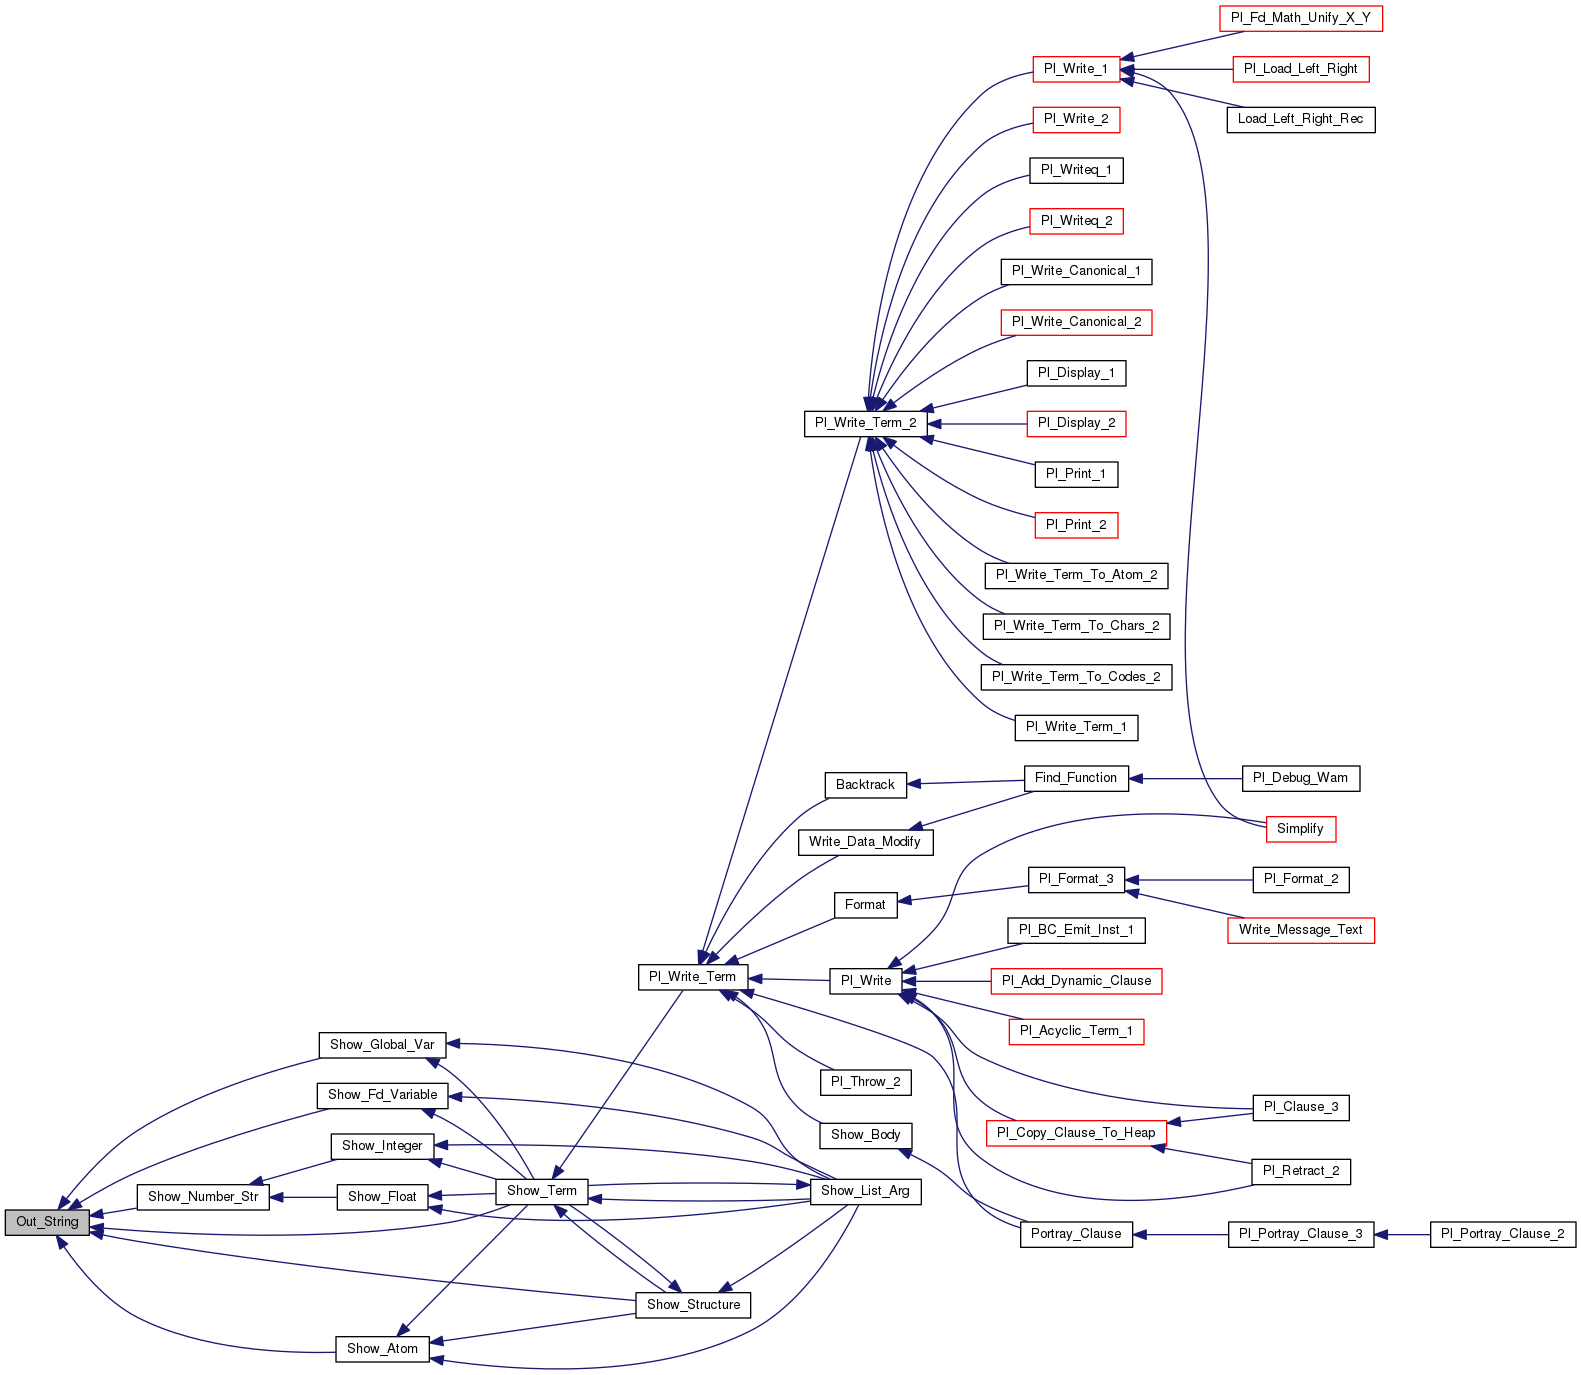 Pl_Fd_Math_Unify_X_Y
Pl_Write_1
Pl_Load_Left_Right
Pl_Write_2
Load_Left_Right_Rec
Pl_Writeq_1
Pl_Writeq_2
Pl_Write_Canonical_1
Pl_Write_Canonical_2
Pl_Display_1
Pl_Write_Term_2
Pl_Display_2
Pl_Print_1
Pl_Print_2
Pl_Write_Term_To_Atom_2
Pl_Write_Term_To_Chars_2
Pl_Write_Term_To_Codes_2
Pl_Write_Term_1
Backtrack
Find_Function
Pl_Debug_Wam
Write_Data_Modify
Simplify
Format
Pl_Format_3
Pl_Format_2
Pl_BC_Emit_Inst_1
Write_Message_Text
Pl_Write_Term
Pl_Write
Pl_Add_Dynamic_Clause
Pl_Acyclic_Term_1
Show_Global_Var
Pl_Throw_2
Show_Fd_Variable
Pl_Clause_3
Show_Integer
Show_Body
Pl_Copy_Clause_To_Heap
Pl_Retract_2
Show_Number_Str
Show_Float
Show_Term
Show_List_Arg
Out_String
Portray_Clause
Pl_Portray_Clause_3
Pl_Portray_Clause_2
Show_Structure
Show_Atom